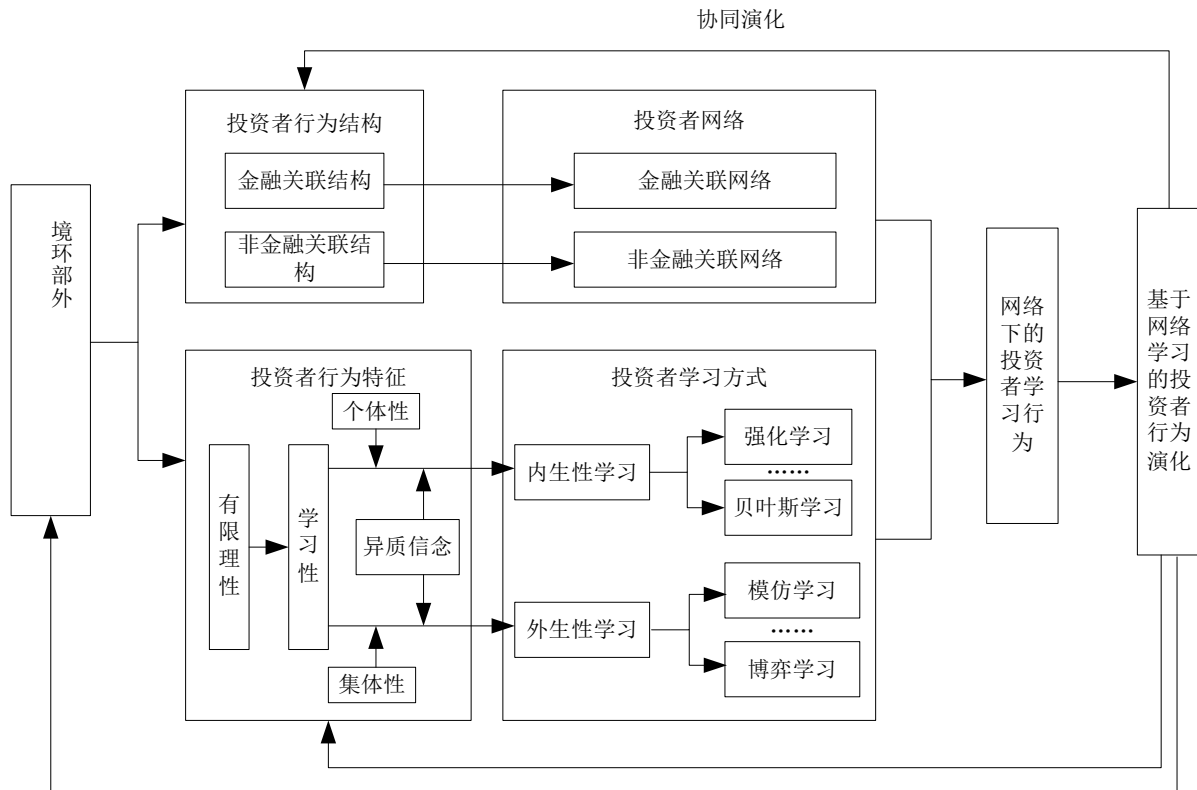 协同演化
投资者行为结构
金融关联结构
非金融关联结
构
投资者网络
金融关联网络
非金融关联网络
境
环
部
外
投资者行为特征
个体性
有
限
理
性
学
习
性
异质信念
集体性
投资者学习方式
内生性学习
强化学习
……
贝叶斯学习
外生性学习
模仿学习
……
博弈学习
网络
下的
投资
者学
习行
为
基于
网络
学习
的投
资者
行为
演化